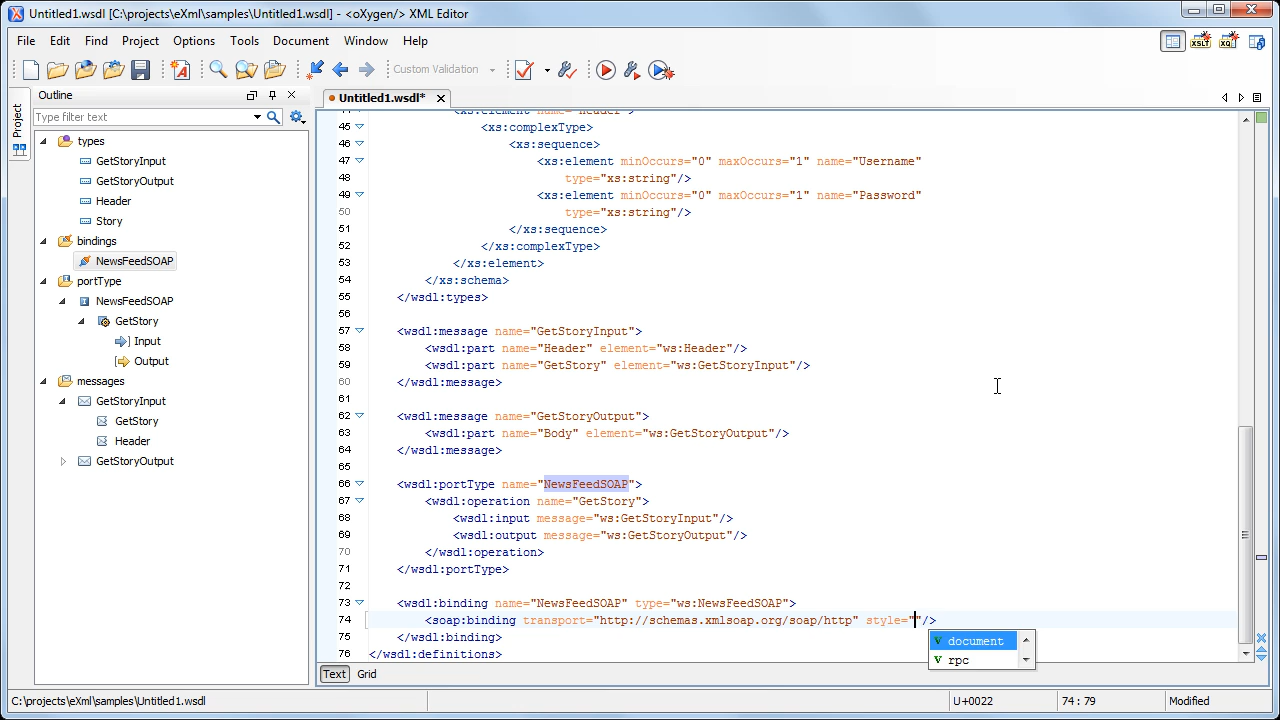 Untitled1.wsdl [C:\projects\eXml\samples\Untitled1.wsdl] - <oXygen/> XML Editor
File Edit Find Project Options Tools Document Window Help
XSLT XQ
Custom Validation
Project
Outline
Type filter text
types
GetStoryInput
GetStoryOutput
Header
Story
bindings
NewsFeedSOAP
portType
NewsFeedSOAP
GetStory
Input
Output
messages
GetStoryInput
GetStory
Header
GetStoryOutput
Untitled1.wsdl*
45 <xs:complexType>
46 <xs:sequence>
47 <xs:element minOccurs="0" maxOccurs="1" name="Username"
48 type="xs:string"/>
49 <xs:element minOccurs="0" maxOccurs="1" name="Password"
50 type="xs:string"/>
51 </xs:sequence>
52 </xs:complexType>
53 </xs:element>
54 </xs:schema>
55 </wsdl:types>
56
57 <wsdl:message name="GetStoryInput">
58 <wsdl:part name="Header" element="ws:Header"/>
59 <wsdl:part name="GetStory" element="ws:GetStoryInput"/>
60 </wsdl:message>
61
62 <wsdl:message name="GetStoryOutput">
63 <wsdl:part name="Body" element="ws:GetStoryOutput"/>
64 </wsdl:message>
65
66 <wsdl:portType name="NewsFeedSOAP">
67 <wsdl:operation name="GetStory">
68 <wsdl:input message="ws:GetStoryInput"/>
69 <wsdl:output message="ws:GetStoryOutput"/>
70 </wsdl:operation>
71 </wsdl:portType>
72
73 <wsdl:binding name="NewsFeedSOAP" type="ws:NewsFeedSOAP">
74 <soap:binding transport="http://schemas.xmlsoap.org/soap/http" style=""/>
75 </wsdl:binding>
76 </wsdl:definitions>
V document
V rpc
Text Grid
C:\projects\eXml\samples\Untitled1.wsdl U+0022 74 : 79 Modified